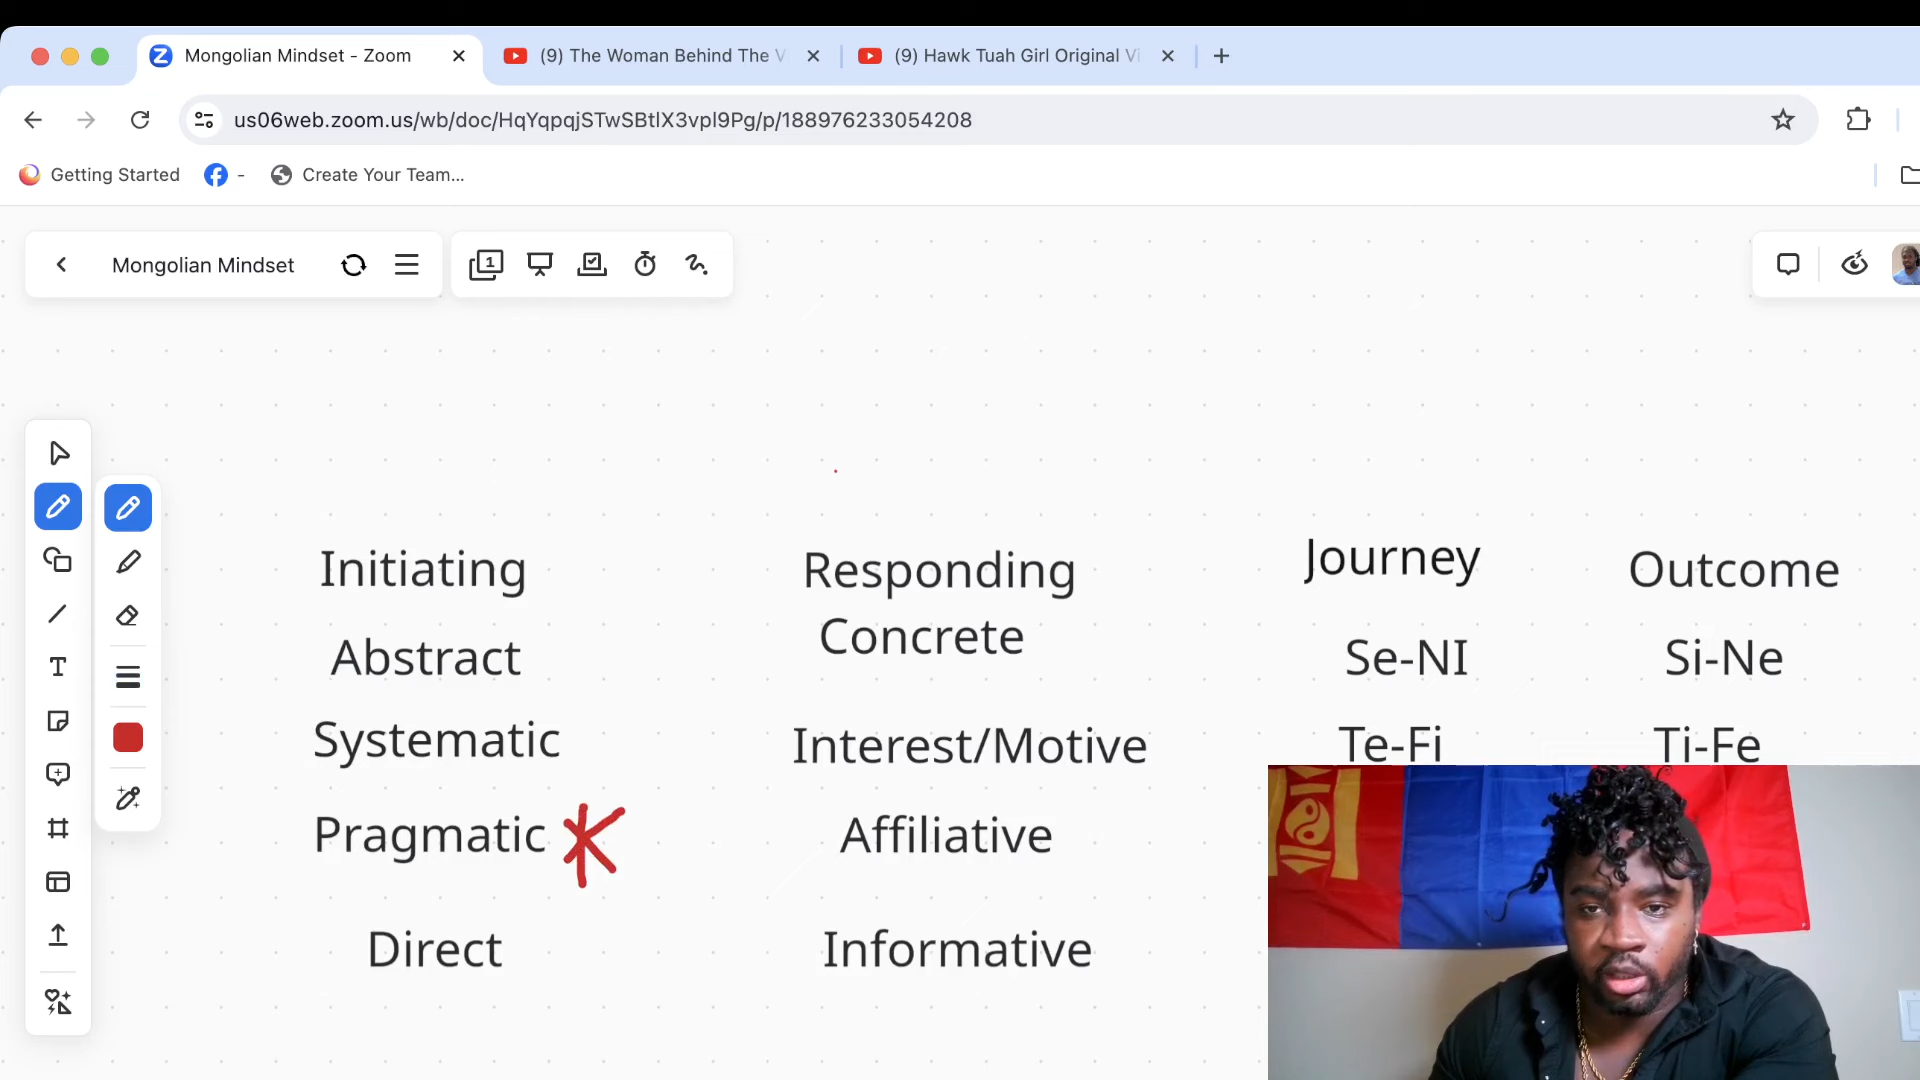 Mongolian Mindset - Zoom
(9) The Woman Behind The V
(9) Hawk Tuah Girl Original Vi
us06web.zoom.us/wb/doc/HqYqpqjSTwSBtlX3vpl9Pg/p/188976233054208
Getting Started
-
Create Your Team...
Mongolian Mindset
1
Initiating
Responding
Journey
Outcome
Abstract
Concrete
Se-NI
Si-Ne
Systematic
Interest/Motive
Te-Fi
Ti-Fe
Pragmatic
Affiliative
Direct
Informative